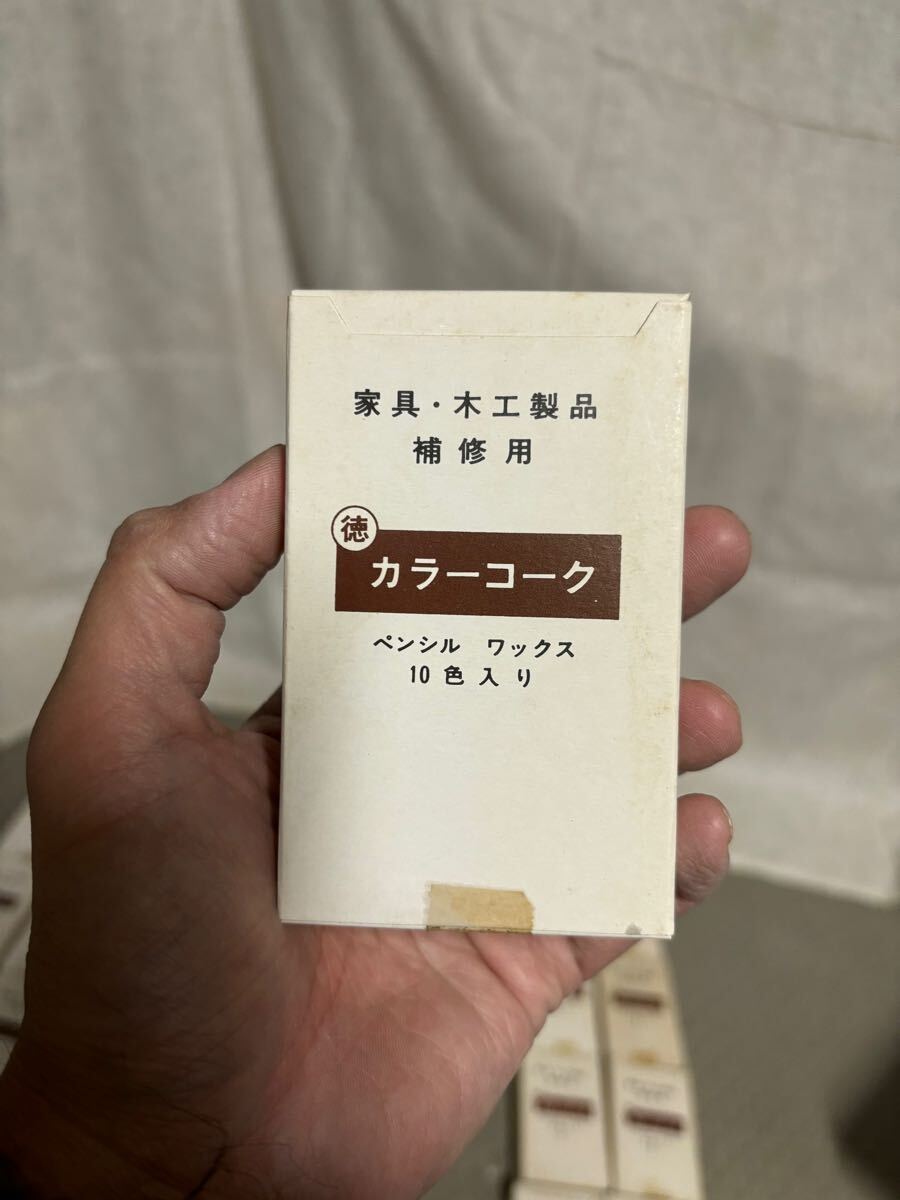 家具・木工製品
補修用
徳
カラーコーク
ペンシル ワックス
10色入り